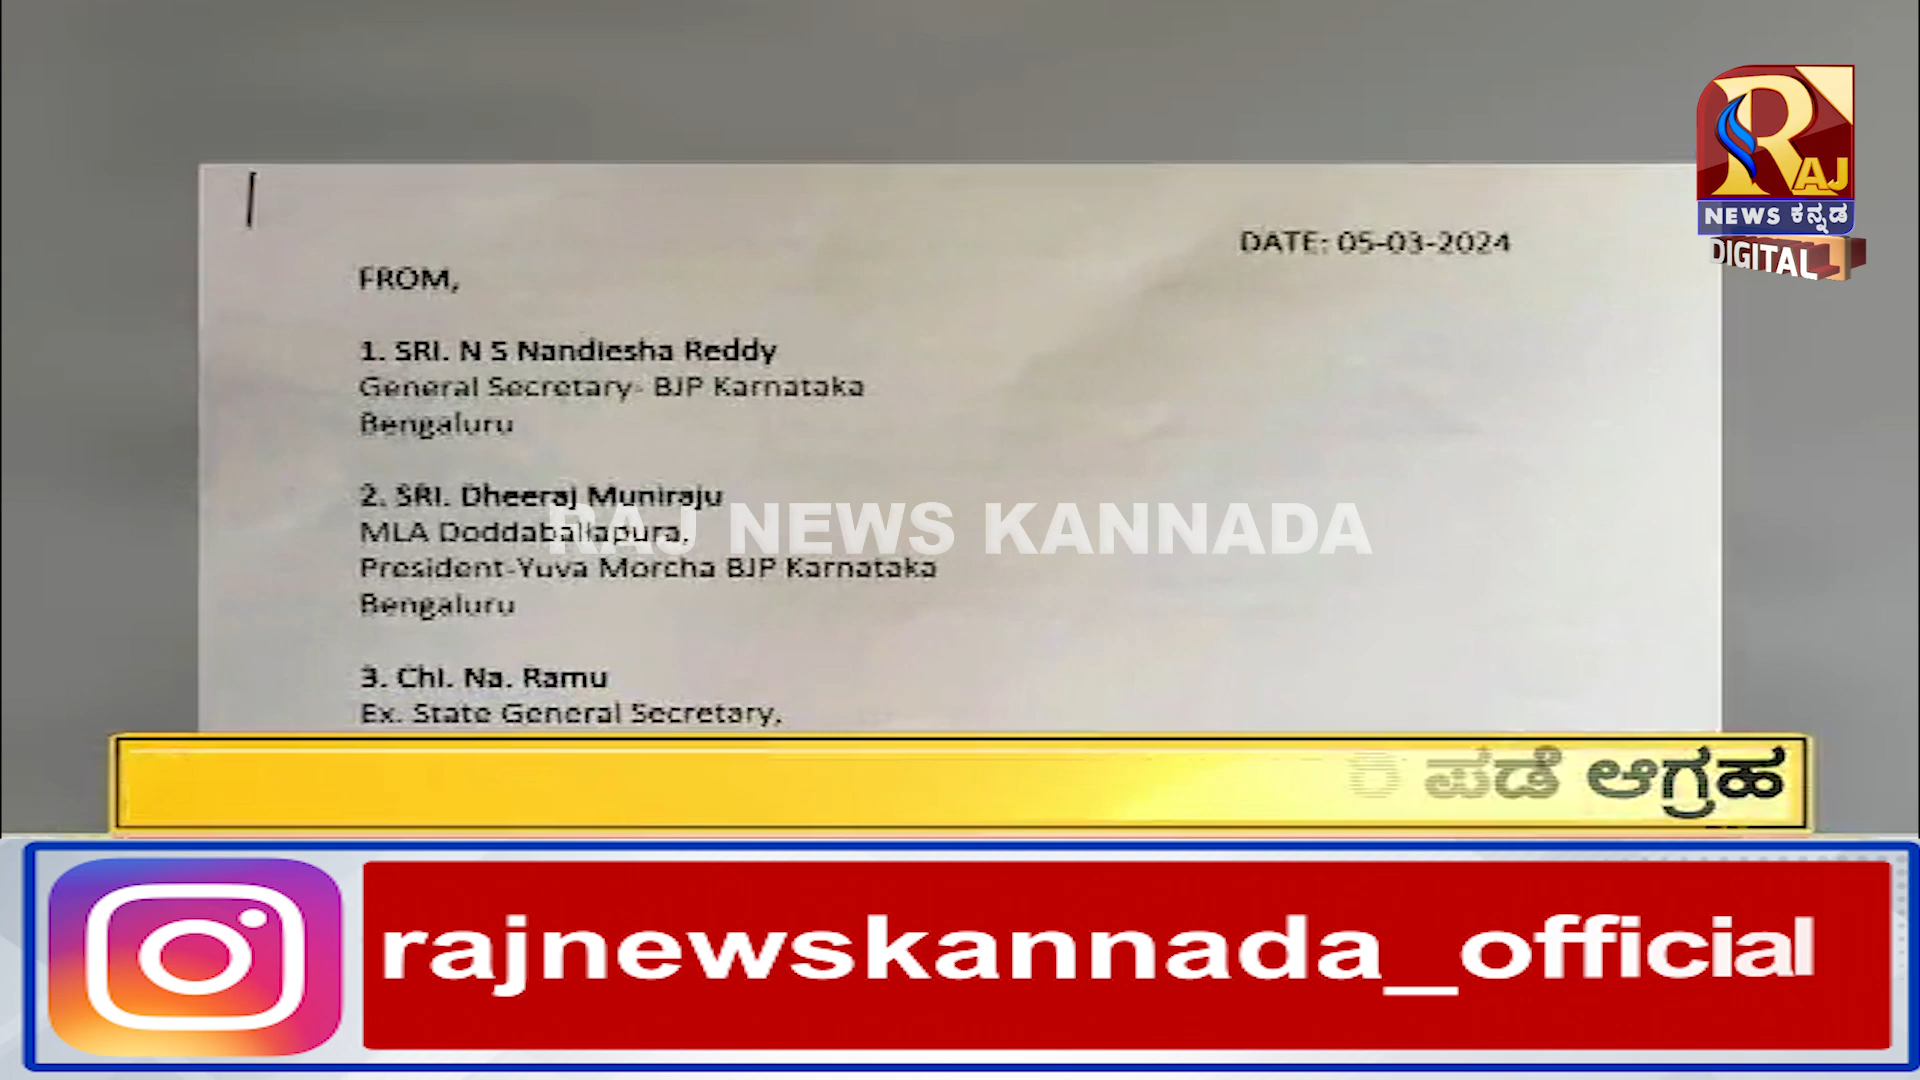 RAJ
NEWS ಕನ್ನಡ
DIGITAL
DATE: 05-03-2024
FROM,
1. SRI. N S Nandiesha Reddy
General Secretary- BJP Karnataka
Bengaluru
2. SRI. Dheeraj Muniraju
MLA Doddaballapura,
President-Yuva Morcha BJP Karnataka
Bengaluru
RAJ NEWS KANNADA
3. Chi. Na. Ramu
Ex. State General Secretary,
ಪಡೆ ಆಗ್ರಹ
rajnewskannada_official